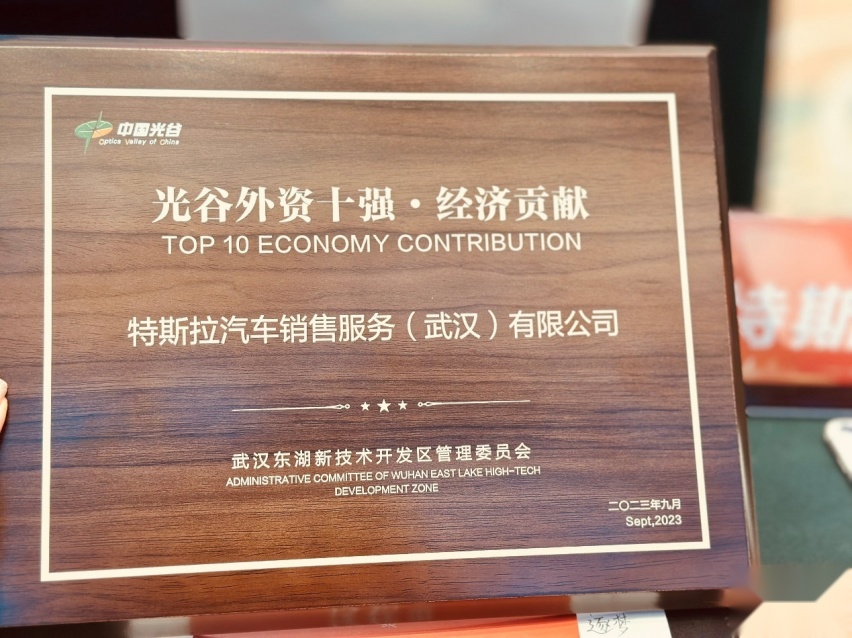 中国光谷
Optics Valley of China
光谷外资十强·经济贡献
TOP 10 ECONOMY CONTRIBUTION
特斯拉汽车销售服务（武汉）有限公司
武汉东湖新技术开发区管理委员会
ADMINISTRATIVE COMMITTEE OF WUHAN EAST LAKE HIGH-TECH
DEVELOPMENT ZONE
二〇二三年九月
Sept,2023
特斯